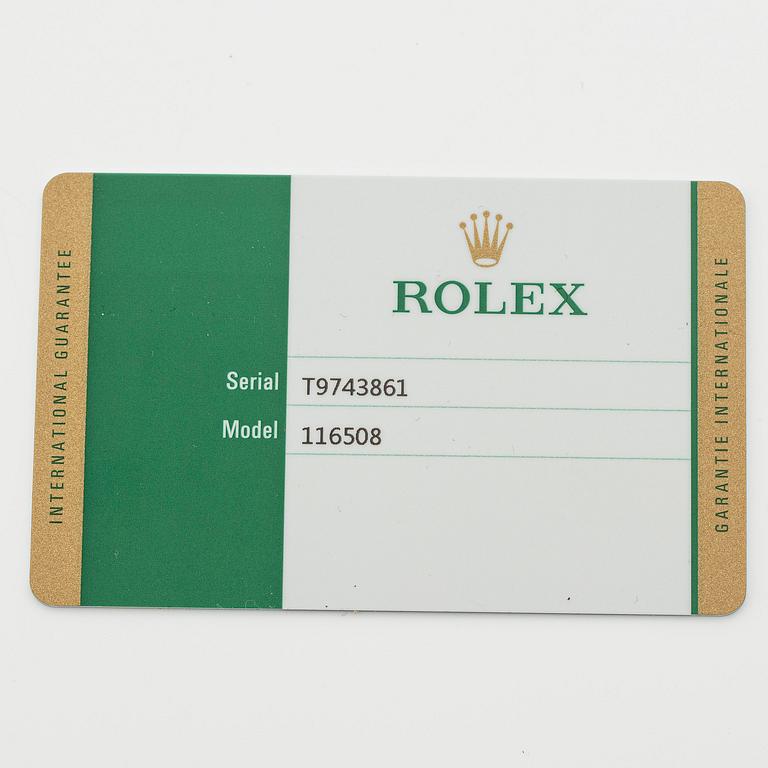 INTERNATIONAL GUARANTEE
ROLEX
Serial T9743861
Model 116508
GARANTIE INTERNATIONALE